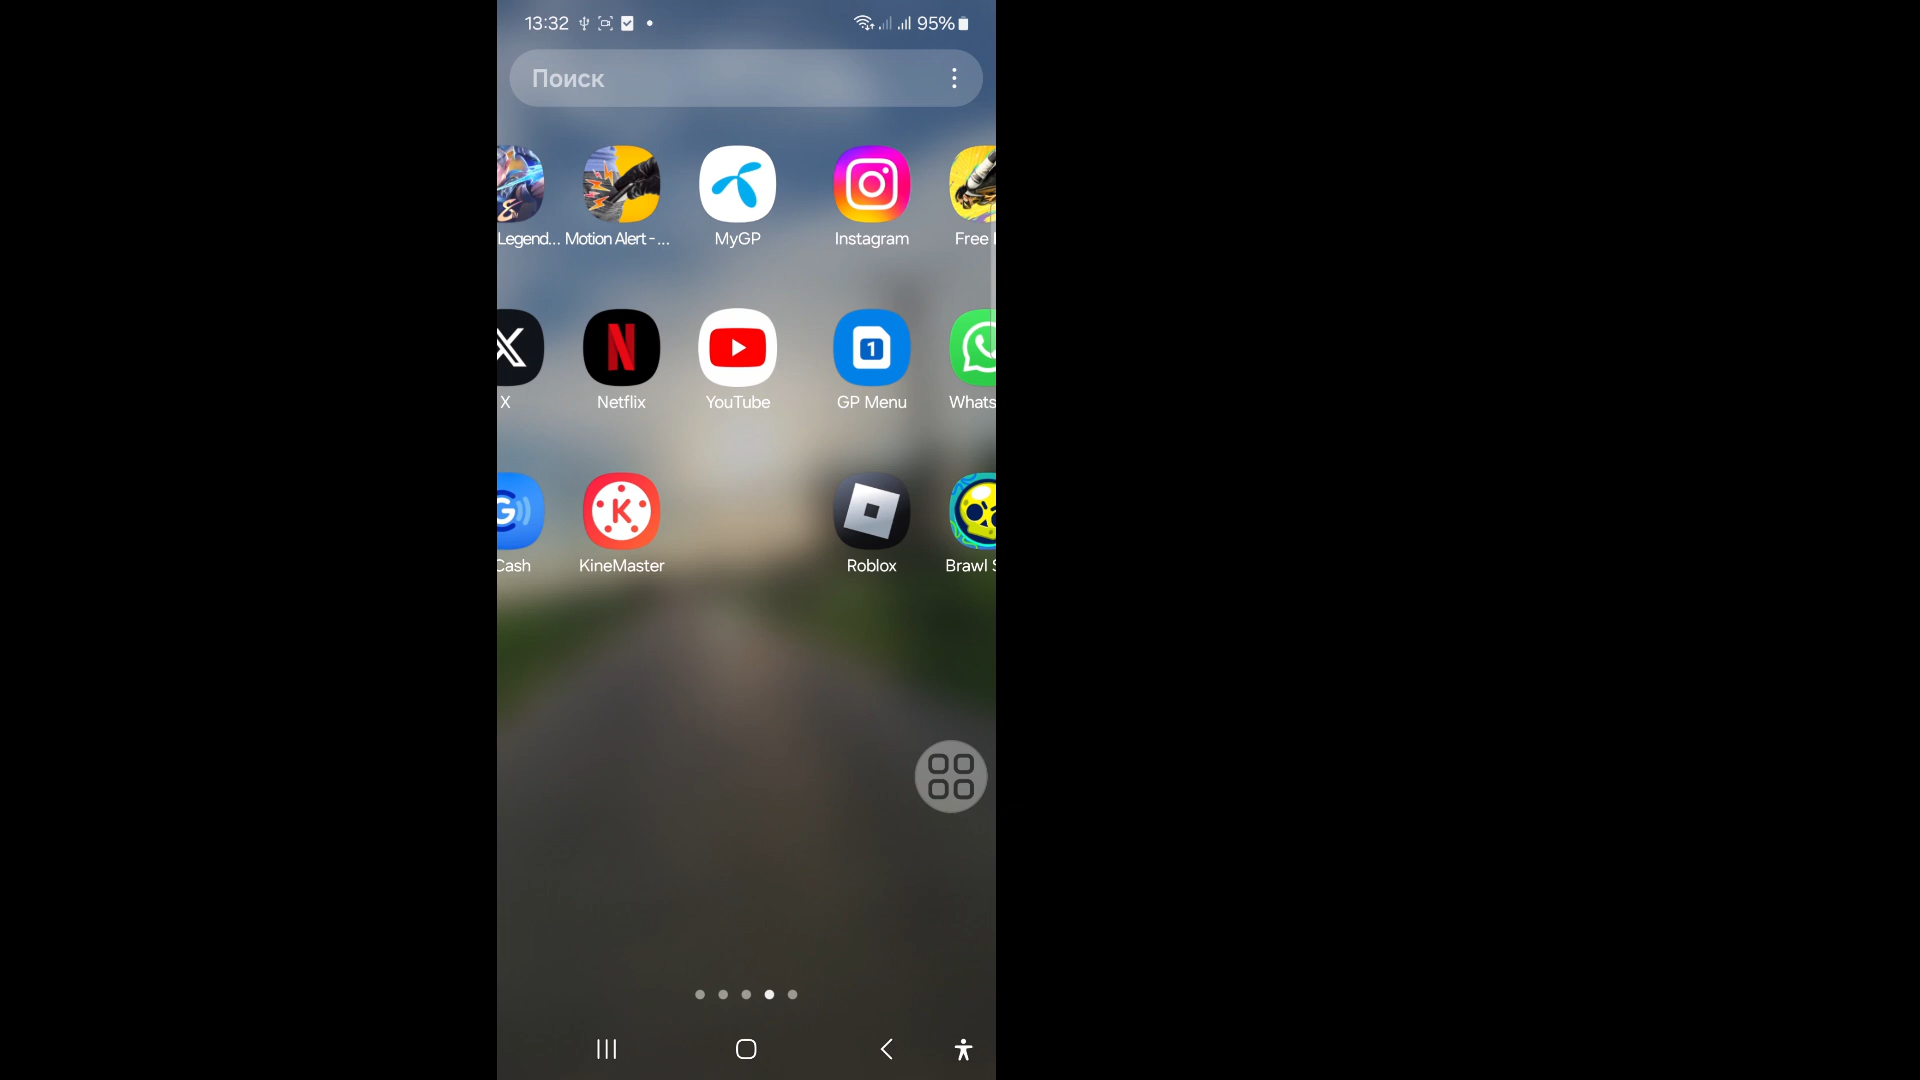 13:32 95%
Поиск
Legend... Motion Alert - ... MyGP Instagram Free
X Netflix YouTube GP Menu Whats
Cash KineMaster Roblox Brawl S